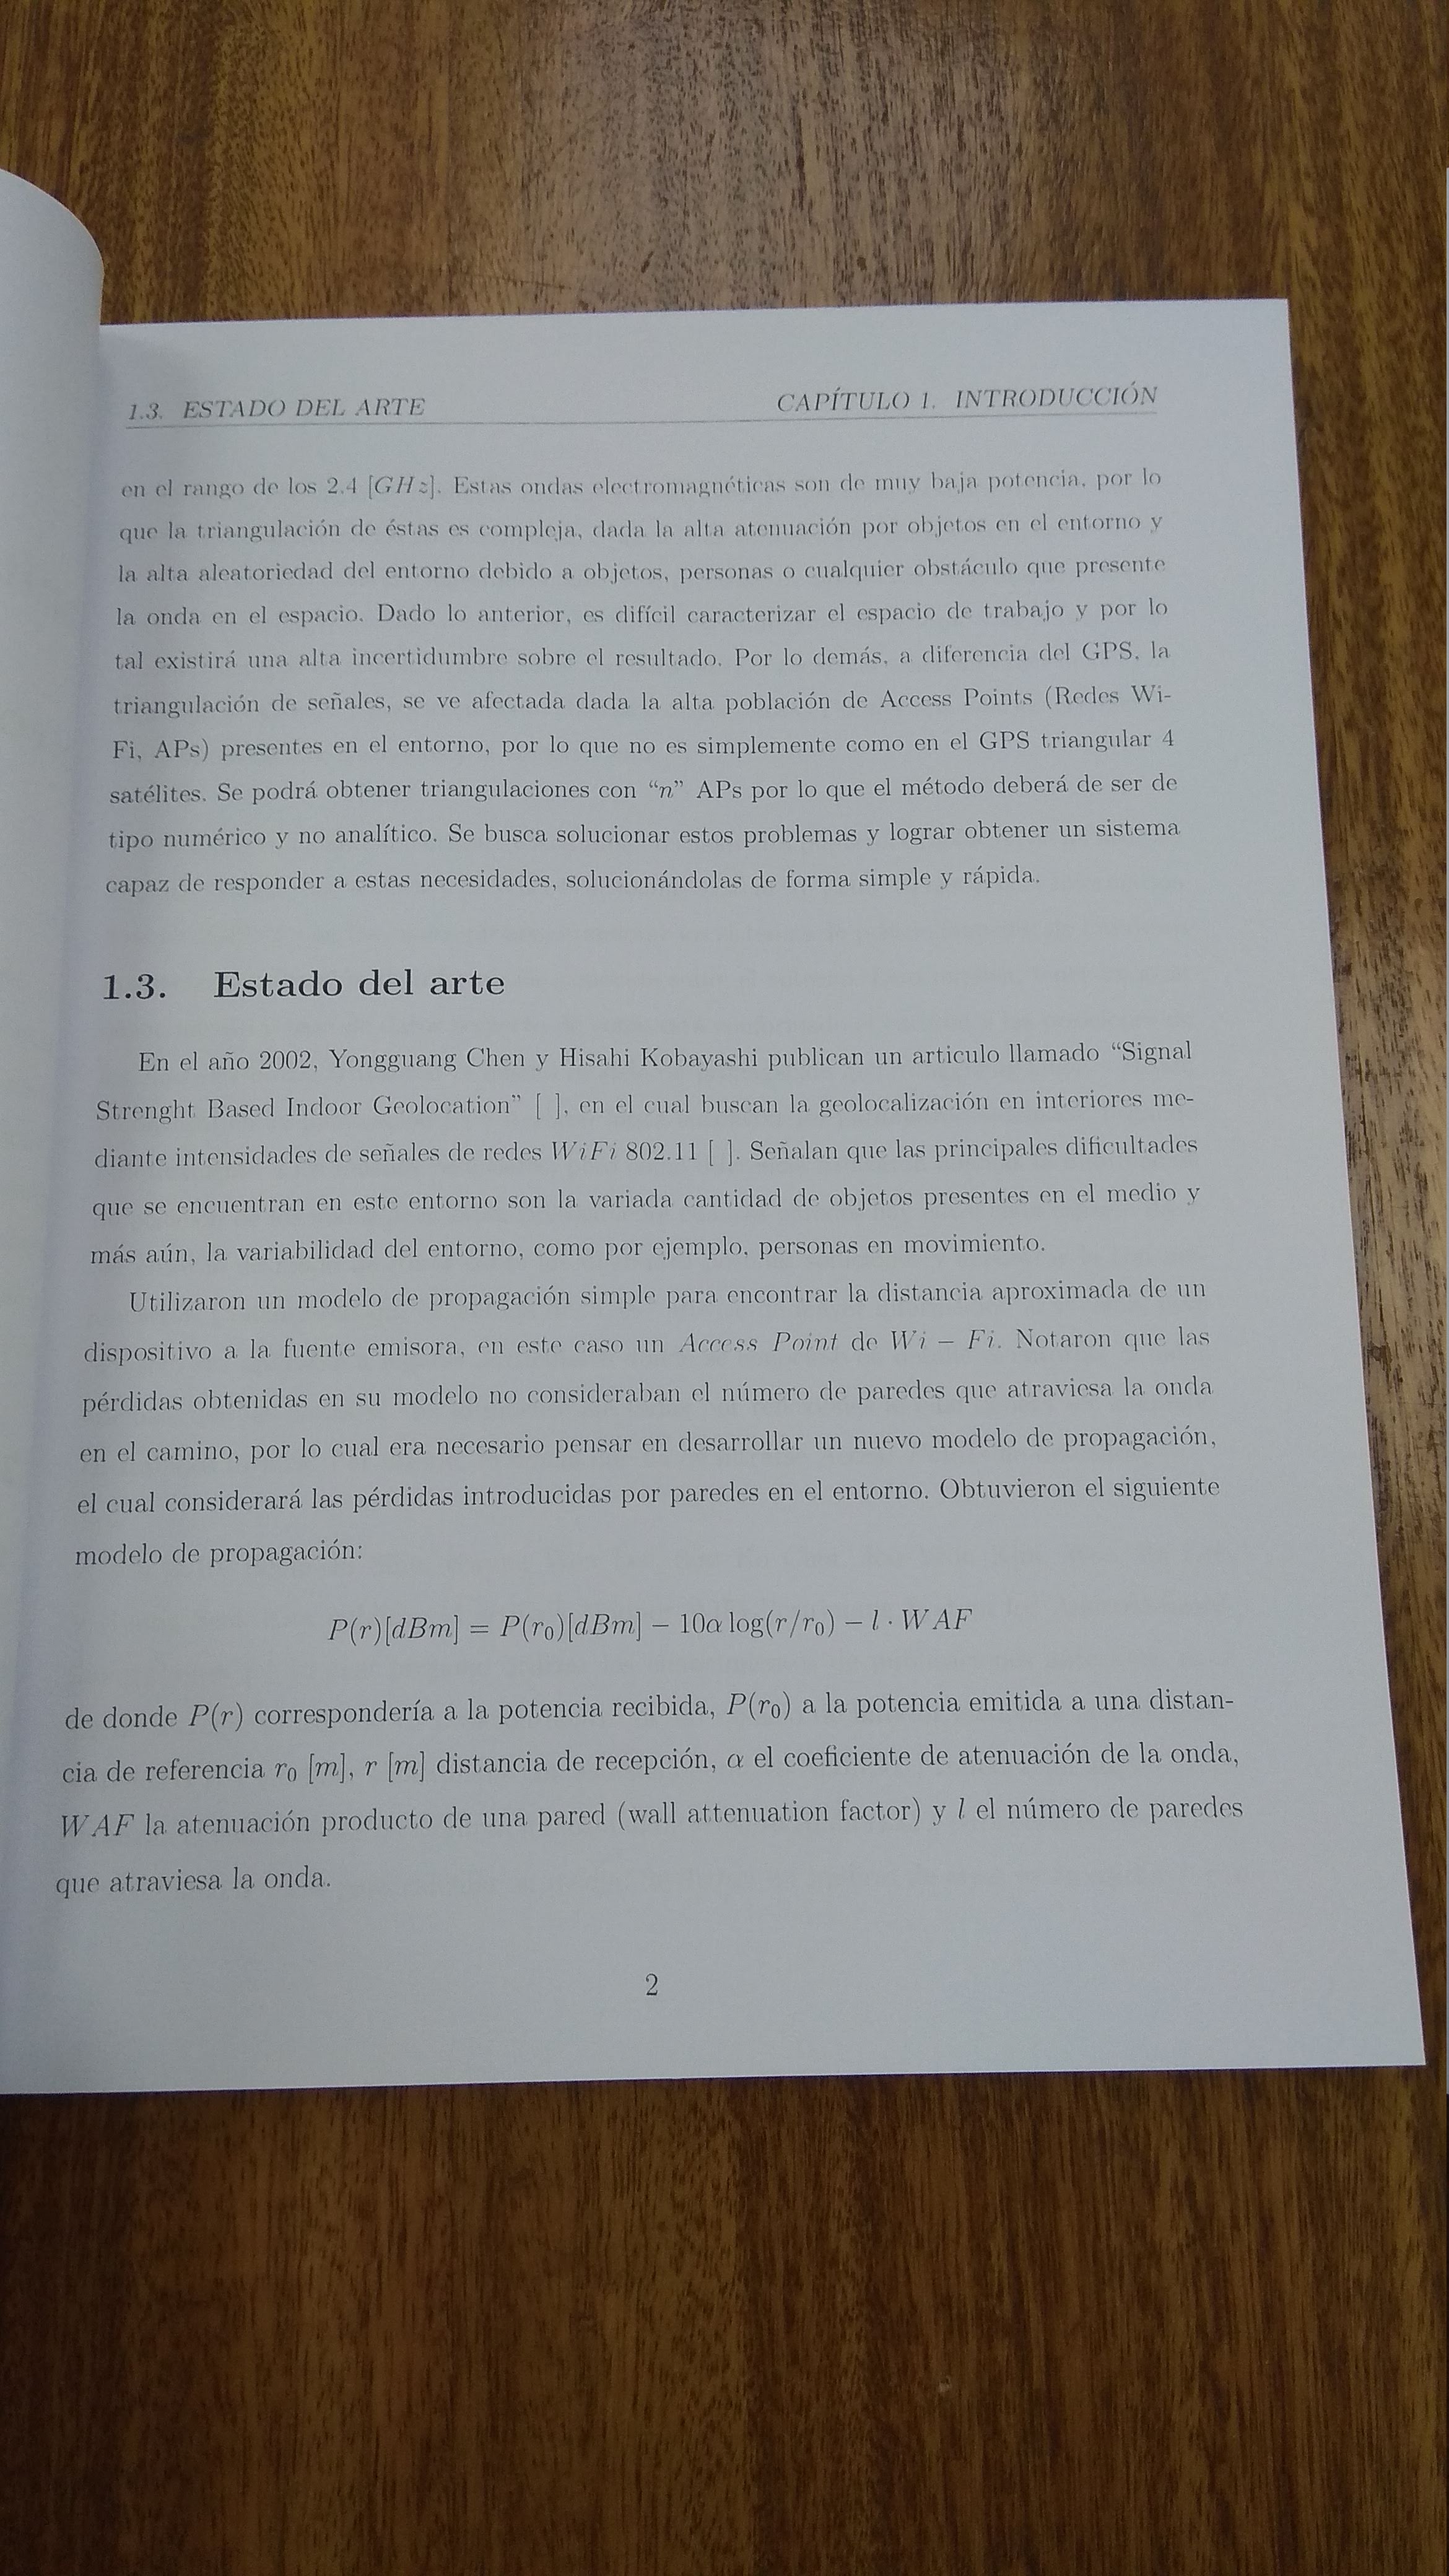 1.3. ESTADO DEL ARTE CAPÍTULO 1. INTRODUCCIÓN
en el rango de los 2.4 [GHz]. Estas ondas electromagnéticas son de muy baja potencia, por lo
que la triangulación de éstas es compleja, dada la alta atenuación por objetos en el entorno y
la alta aleatoriedad del entorno debido a objetos, personas o cualquier obstáculo que presente
la onda en el espacio. Dado lo anterior, es difícil caracterizar el espacio de trabajo y por lo
tal existirá una alta incertidumbre sobre el resultado. Por lo demás, a diferencia del GPS, la
triangulación de señales, se ve afectada dada la alta población de Access Points (Redes Wi-
Fi, APs) presentes en el entorno, por lo que no es simplemente como en el GPS triangular 4
satélites. Se podrá obtener triangulaciones con “n” APs por lo que el método deberá de ser de
tipo numérico y no analítico. Se busca solucionar estos problemas y lograr obtener un sistema
capaz de responder a estas necesidades, solucionándolas de forma simple y rápida.
1.3. Estado del arte
En el año 2002, Yongguang Chen y Hisahi Kobayashi publican un articulo llamado “Signal
Strenght Based Indoor Geolocation” [ ], en el cual buscan la geolocalización en interiores me-
diante intensidades de señales de redes WiFi 802.11 [ ]. Señalan que las principales dificultades
que se encuentran en este entorno son la variada cantidad de objetos presentes en el medio y
más aún, la variabilidad del entorno, como por ejemplo, personas en movimiento.
Utilizaron un modelo de propagación simple para encontrar la distancia aproximada de un
dispositivo a la fuente emisora, en este caso un Access Point de Wi − Fi. Notaron que las
pérdidas obtenidas en su modelo no consideraban el número de paredes que atraviesa la onda
en el camino, por lo cual era necesario pensar en desarrollar un nuevo modelo de propagación,
el cual considerará las pérdidas introducidas por paredes en el entorno. Obtuvieron el siguiente
modelo de propagación:
P(r)[dBm] = P(r₀)[dBm] − 10α log(r/r₀) − l · WAF
de donde P(r) correspondería a la potencia recibida, P(r₀) a la potencia emitida a una distan-
cia de referencia r₀ [m], r [m] distancia de recepción, α el coeficiente de atenuación de la onda,
WAF la atenuación producto de una pared (wall attenuation factor) y l el número de paredes
que atraviesa la onda.
2